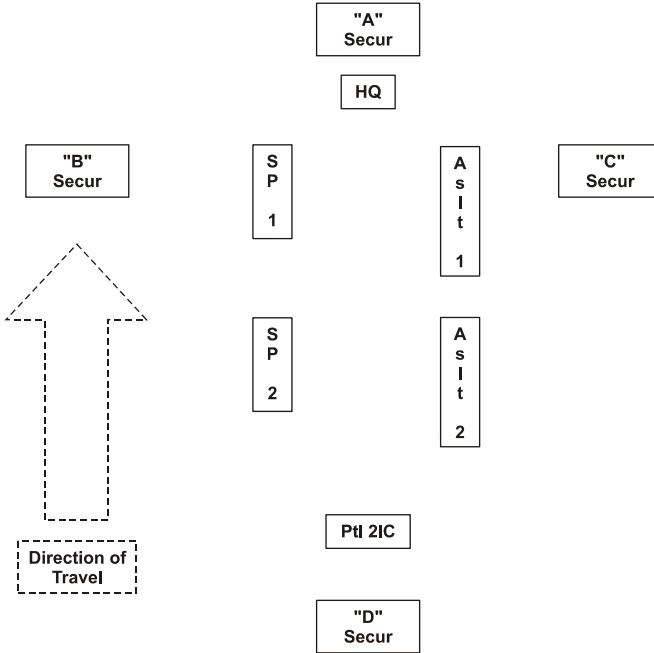 "A"
Secur
HQ
"B"
Secur
S
P
1
A
s
l
t
1
"C"
Secur
S
P
2
A
s
l
t
2
Ptl 2IC
Direction of
Travel
"D"
Secur